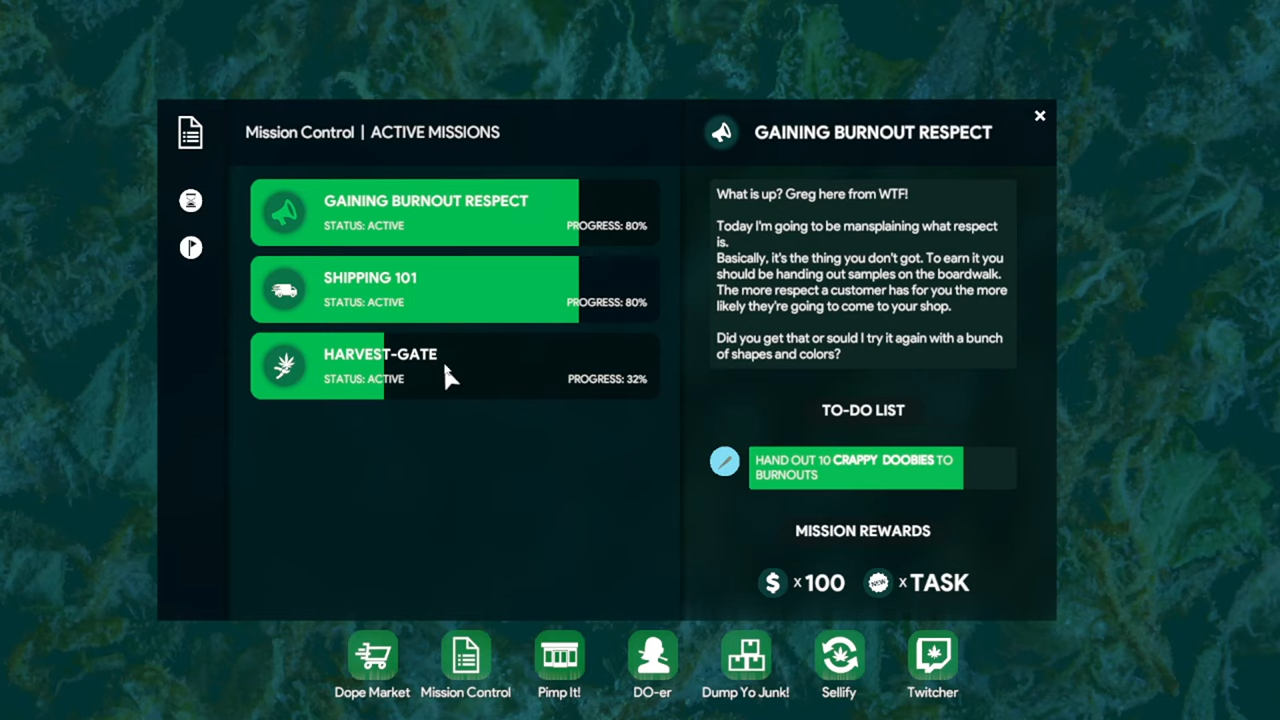 Mission Control | ACTIVE MISSIONS
GAINING BURNOUT RESPECT
STATUS: ACTIVE PROGRESS: 80%
SHIPPING 101
STATUS: ACTIVE PROGRESS: 80%
HARVEST-GATE
STATUS: ACTIVE PROGRESS: 32%
GAINING BURNOUT RESPECT
What is up? Greg here from WTF!
Today I'm going to be mansplaining what respect
is.
Basically, it's the thing you don't got. To earn it you
should be handing out samples on the boardwalk.
The more respect a customer has for you the more
likely they're going to come to your shop.
Did you get that or sould I try it again with a bunch
of shapes and colors?
TO-DO LIST
HAND OUT 10 CRAPPY DOOBIES TO
BURNOUTS
MISSION REWARDS
$ x 100 NEW x TASK
Dope Market Mission Control Pimp It! DO-er Dump Yo Junk! Sellify Twitcher